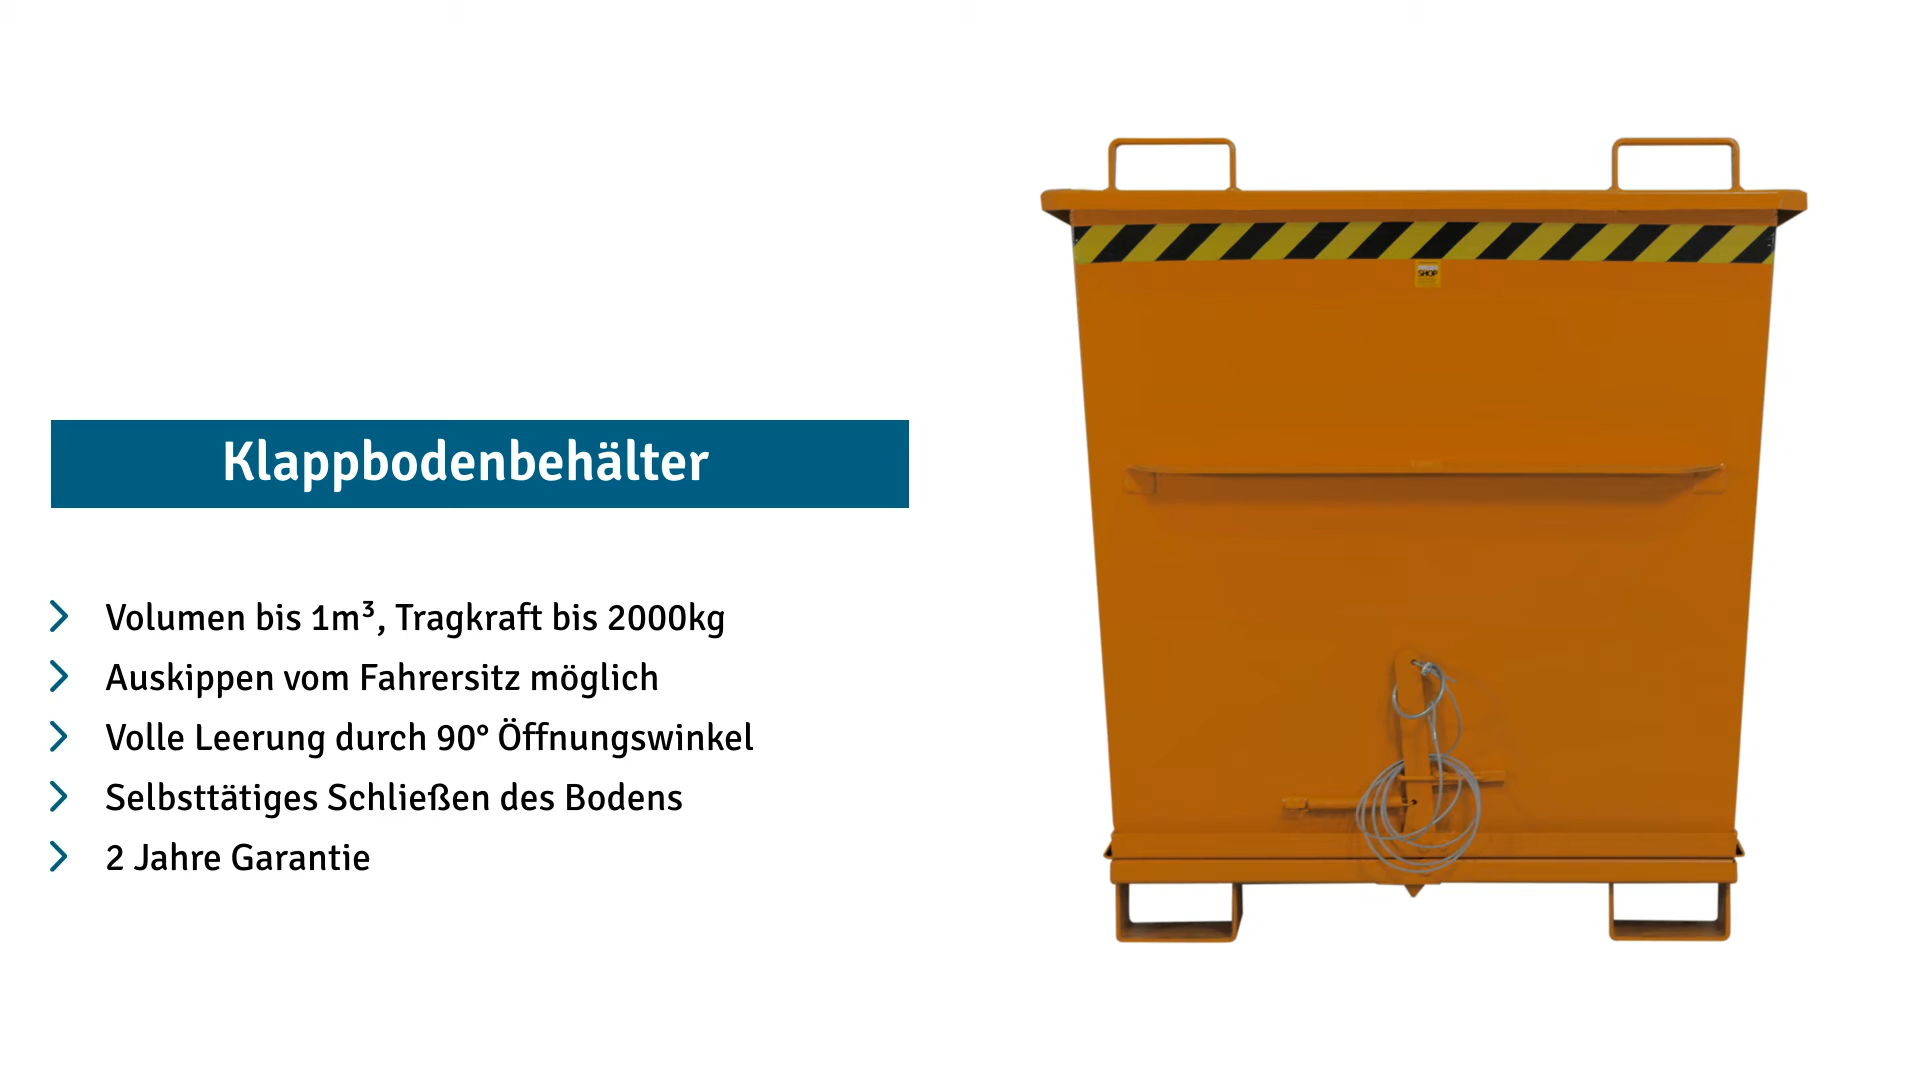 Klappbodenbehälter
Volumen bis 1m³, Tragkraft bis 2000kg
Auskippen vom Fahrersitz möglich
Volle Leerung durch 90° Öffnungswinkel
Selbsttätiges Schließen des Bodens
2 Jahre Garantie
SHOP